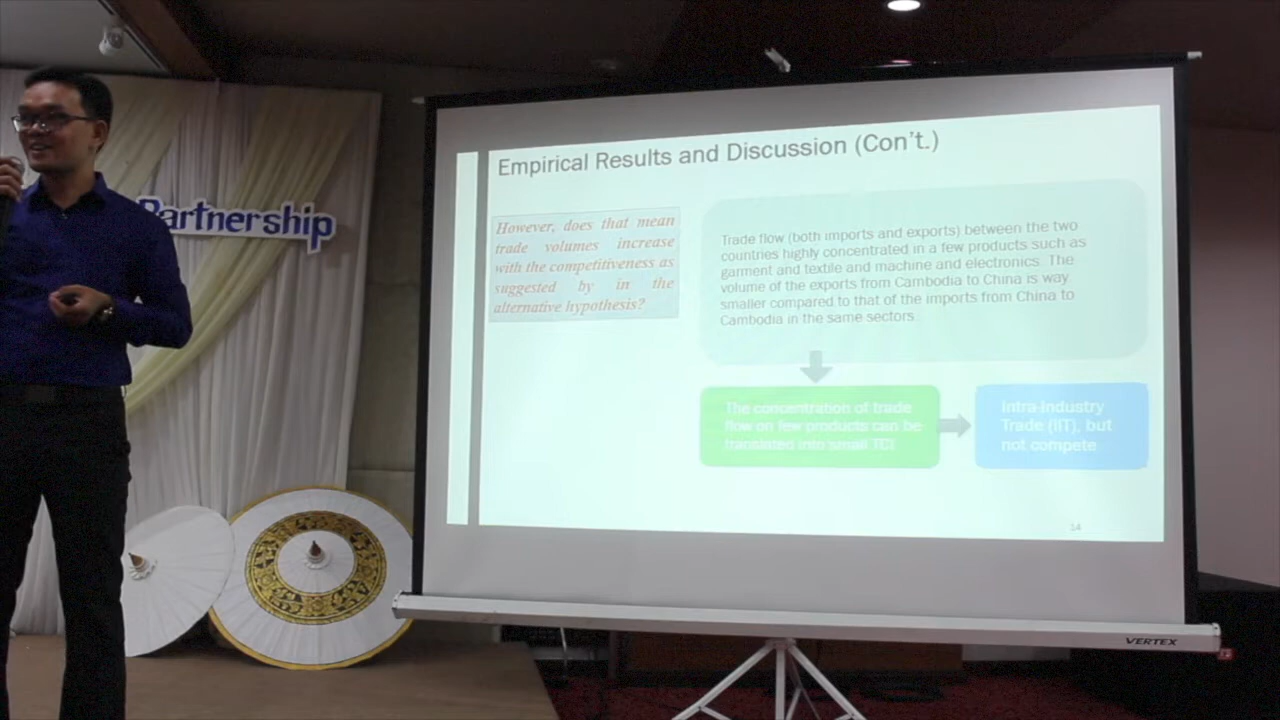 Partnership
Empirical Results and Discussion (Con't.)
However, does that mean
trade volumes increase
with the competitiveness as
suggested by in the
alternative hypothesis?
Trade flow (both imports and exports) between the two
countries highly concentrated in a few products such as
garment and textile and machine and electronics. The
volume of the exports from Cambodia to China is way
smaller compared to that of the imports from China to
Cambodia in the same sectors.
The concentration of trade
flow on few products can be
translated into small TCI
Intra-Industry
Trade (IIT), but
not compete
14
VERTEX